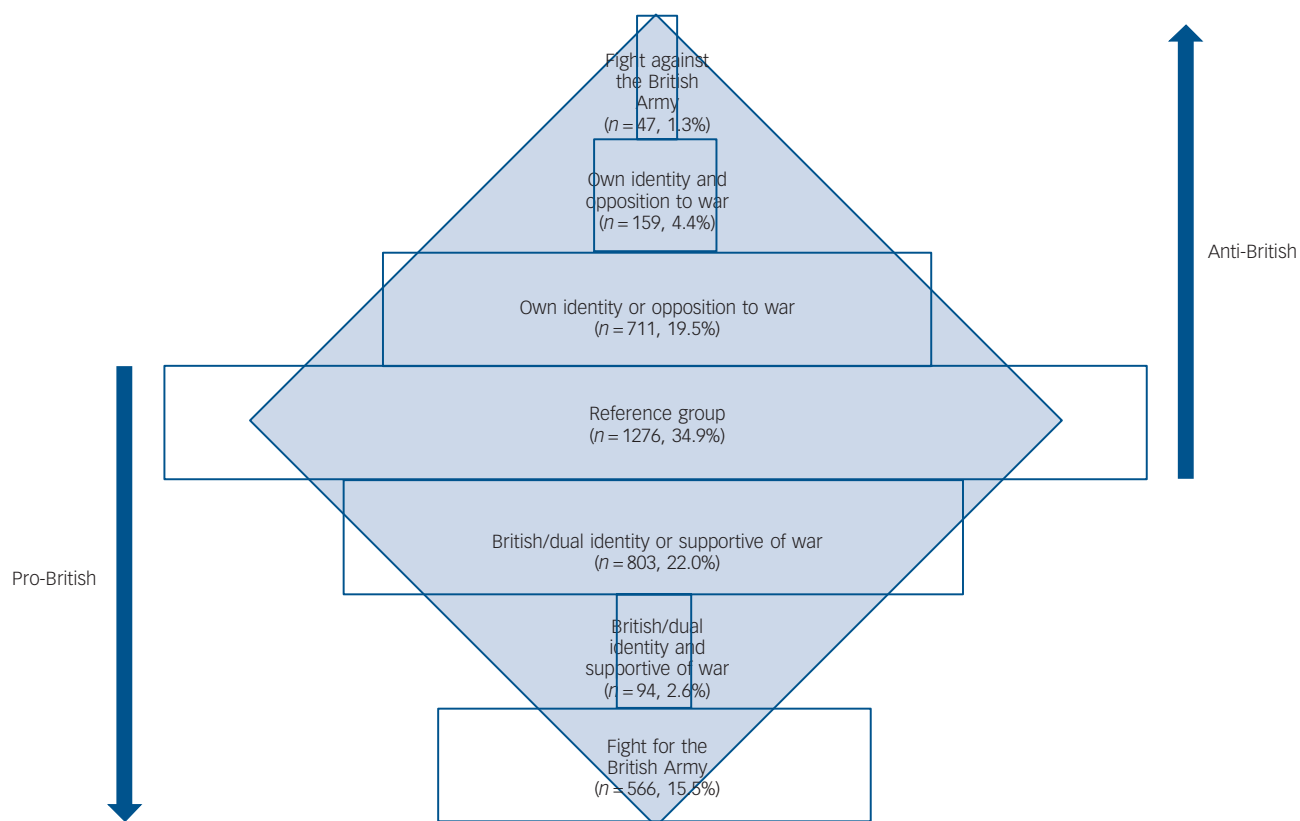 Fight against
the British
Army
(n = 47, 1.3%)
Own identity and
opposition to war
(n = 159, 4.4%)
Anti-British
Own identity or opposition to war
(n = 711, 19.5%)
Reference group
(n = 1276, 34.9%)
British/dual identity or supportive of war
(n = 803, 22.0%)
Pro-British
British/dual
identity and
supportive of war
(n = 94, 2.6%)
Fight for the
British Army
(n = 566, 15.5%)